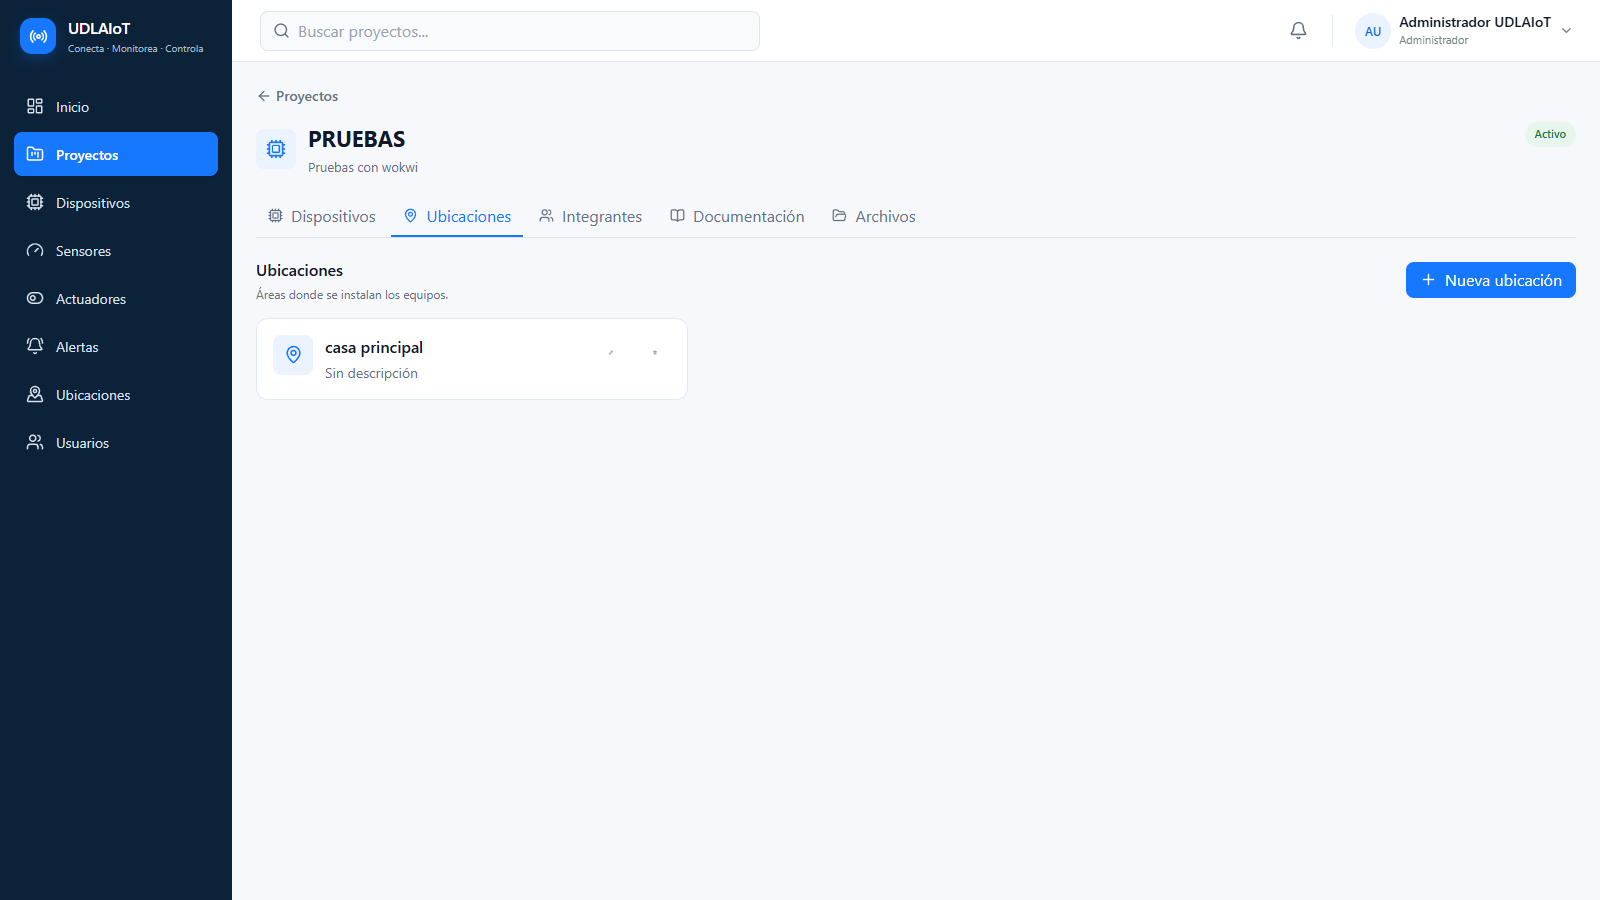 UDLAIoT
Conecta · Monitorea · Controla
Inicio
Proyectos
Dispositivos
Sensores
Actuadores
Alertas
Ubicaciones
Usuarios
Buscar proyectos...
AU
Administrador UDLAIoT
Administrador
Proyectos
PRUEBAS
Pruebas con wokwi
Activo
Dispositivos
Ubicaciones
Integrantes
Documentación
Archivos
Ubicaciones
Áreas donde se instalan los equipos.
Nueva ubicación
casa principal
Sin descripción